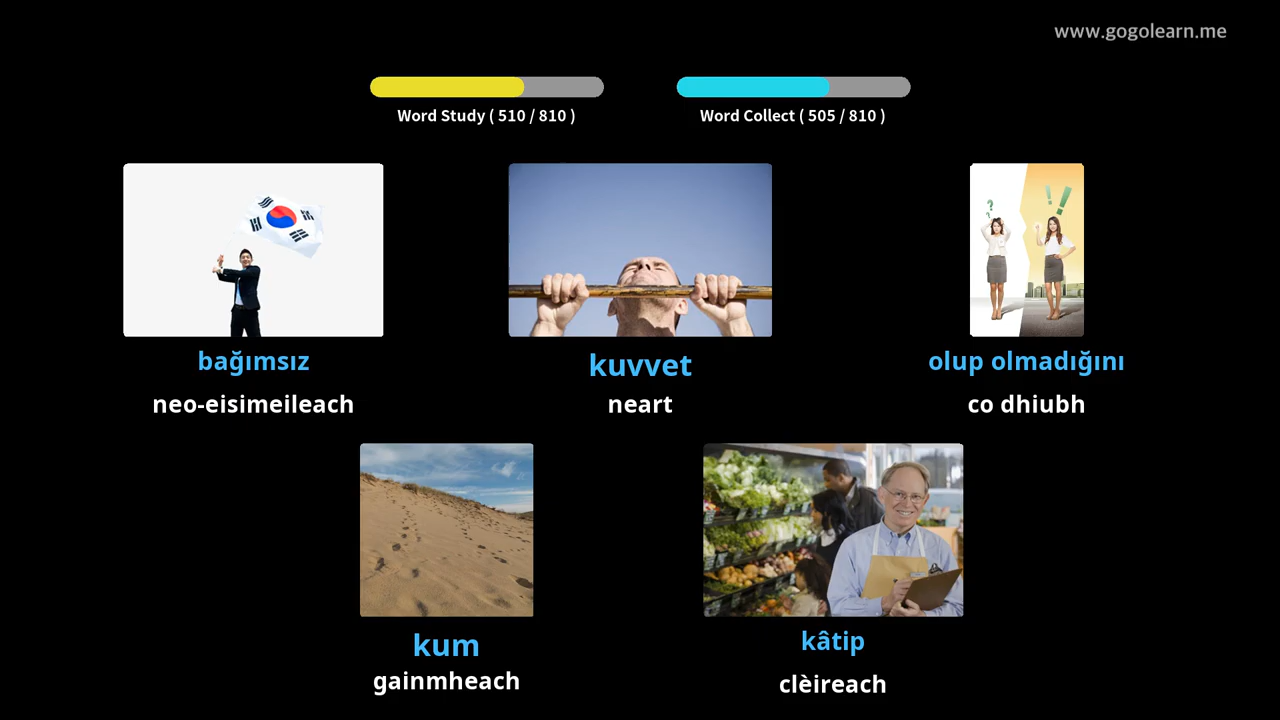 www.gogolearn.me
Word Study ( 510 / 810 )
Word Collect ( 505 / 810 )
bağımsız
neo-eisimeileach
kuvvet
neart
olup olmadığını
co dhiubh
kum
gainmheach
kâtip
clèireach